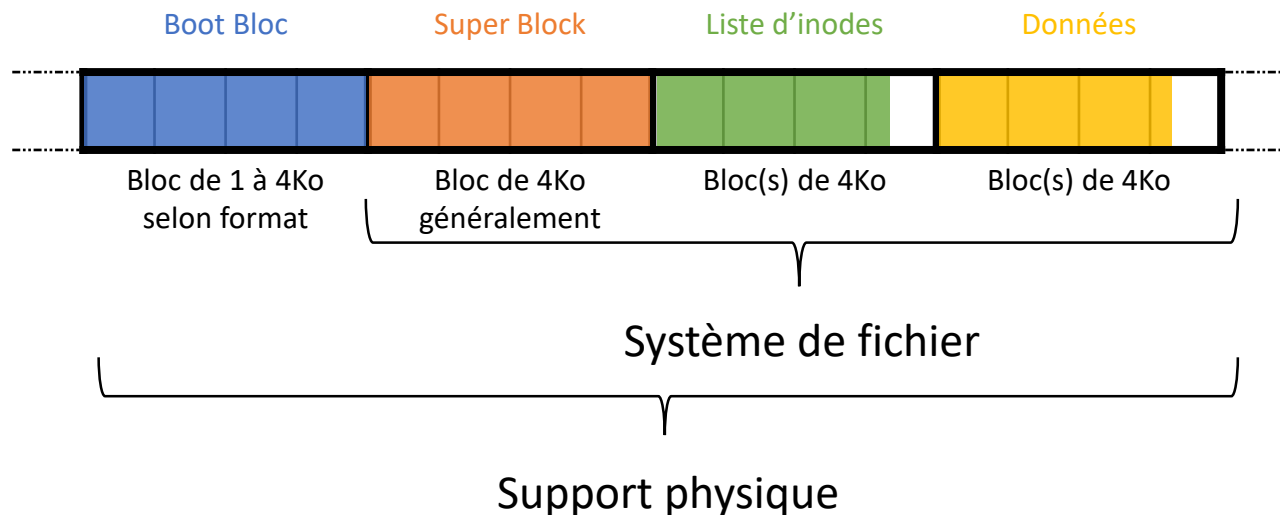 Boot Bloc
Super Block
Liste d'inodes
Données
Bloc de 1 à 4Ko
selon format
Bloc de 4Ko
généralement
Bloc(s) de 4Ko
Bloc(s) de 4Ko
Système de fichier
Support physique